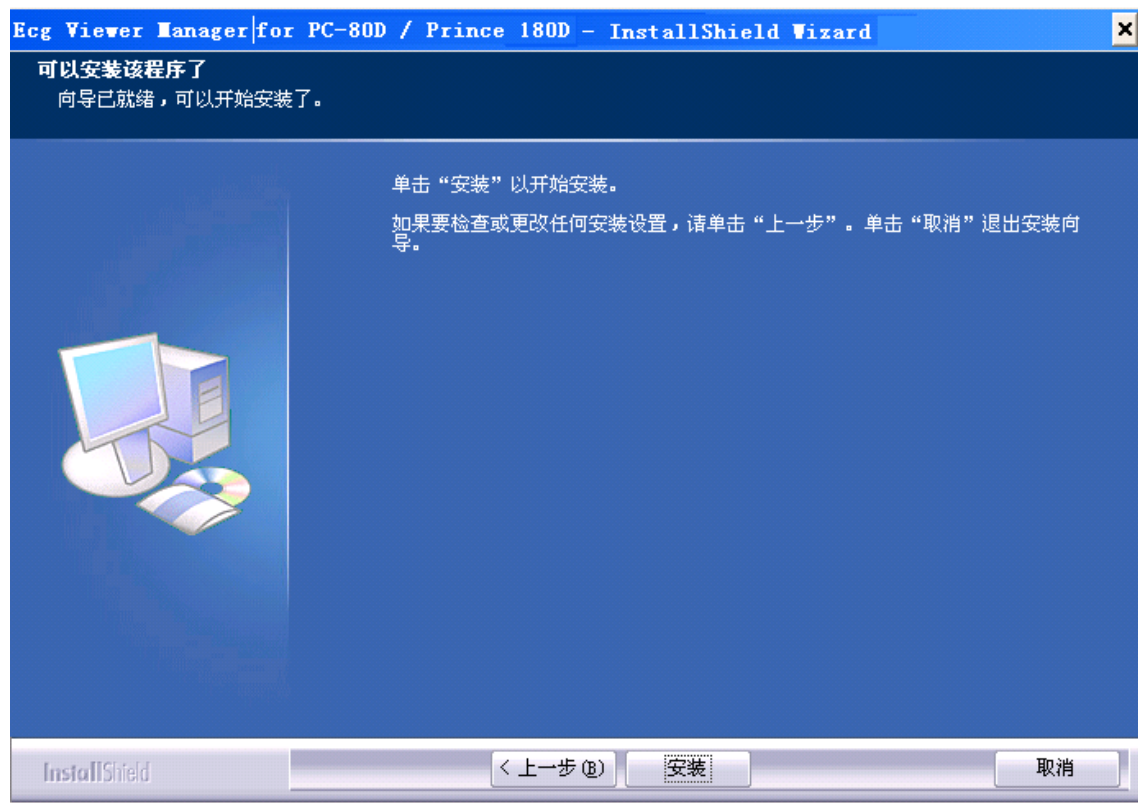 Ecg Viewer Manager for PC-80D / Prince 180D - InstallShield Wizard
可以安装该程序了
向导已就绪，可以开始安装了。
单击“安装”以开始安装。
如果要检查或更改任何安装设置，请单击“上一步”。单击“取消”退出安装向
导。
InstallShield
< 上一步(B)
安装
取消